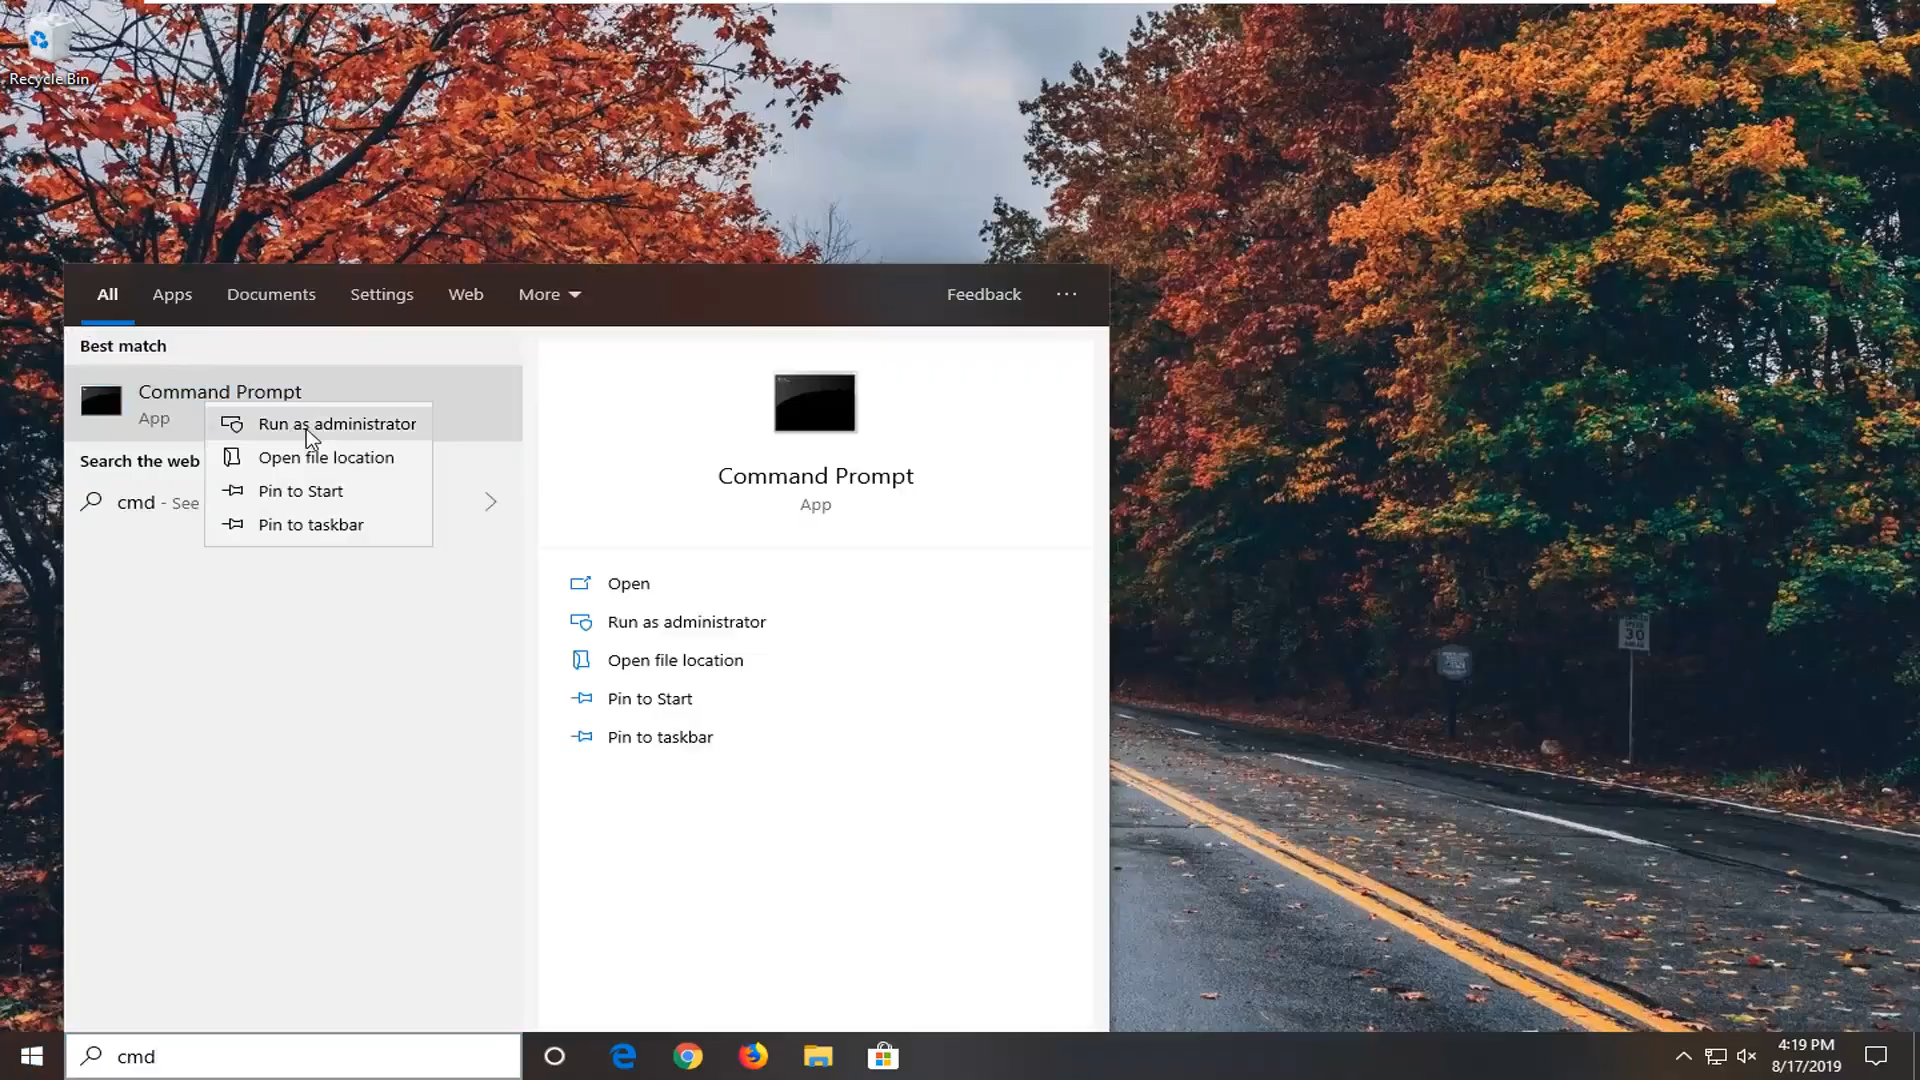 Recycle Bin
All Apps Documents Settings Web More Feedback
Best match
Command Prompt
App
Run as administrator
Open file location
Pin to Start
Pin to taskbar
Search the web
cmd - See
Command Prompt
App
Open
Run as administrator
Open file location
Pin to Start
Pin to taskbar
30
cmd
4:19 PM
8/17/2019